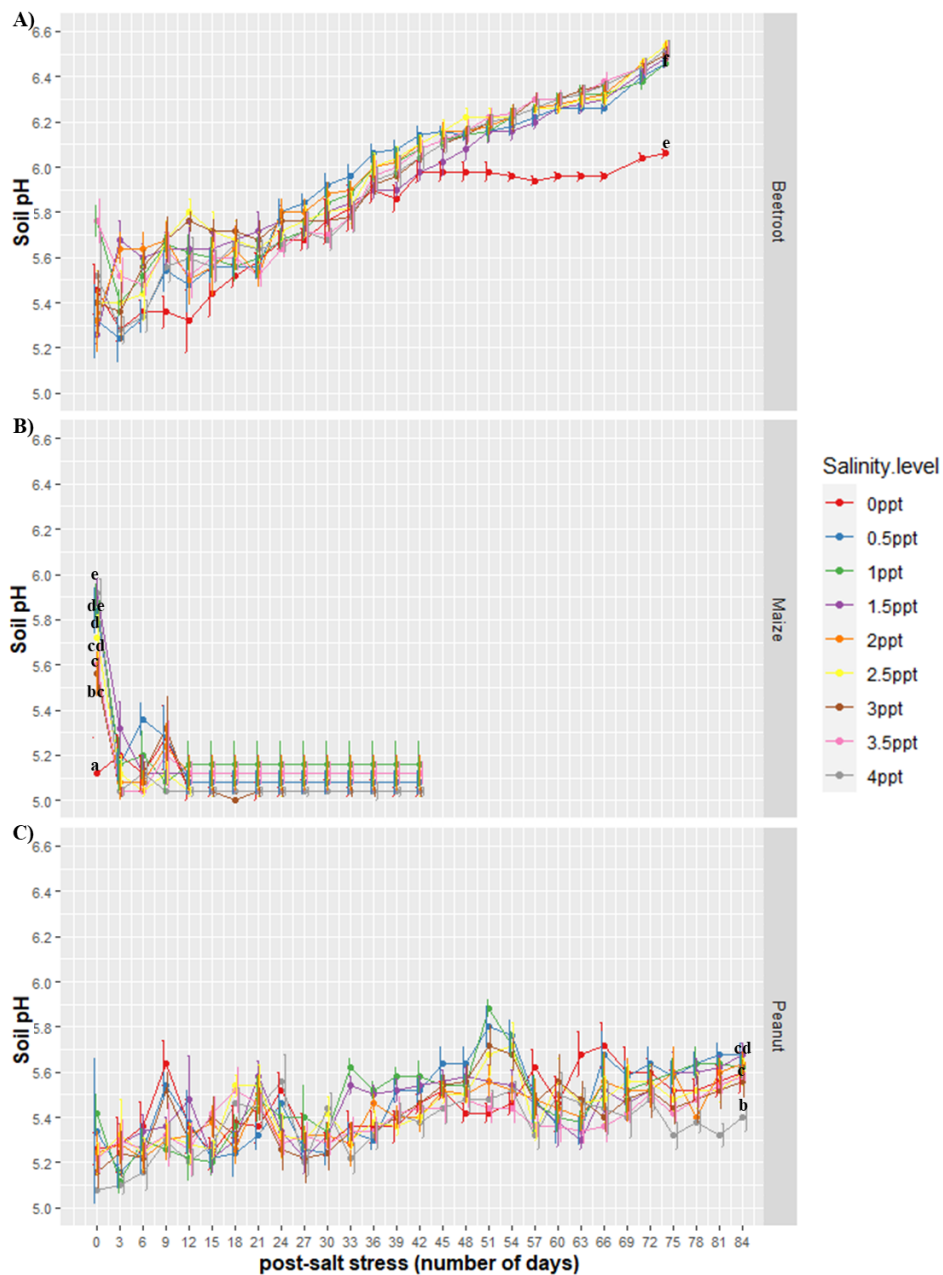 A)
6.6
6.4
6.2
6.0
5.8
5.6
5.4
5.2
5.0
Soil pH
e
f
Beetroot
B)
6.6
6.4
6.2
6.0
5.8
5.6
5.4
5.2
5.0
Soil pH
e
de
d
cd
c
bc
a
Maize
Salinity.level
0ppt
0.5ppt
1ppt
1.5ppt
2ppt
2.5ppt
3ppt
3.5ppt
4ppt
C)
6.6
6.4
6.2
6.0
5.8
5.6
5.4
5.2
5.0
Soil pH
cd
c
b
Peanut
0 3 6 9 12 15 18 21 24 27 30 33 36 39 42 45 48 51 54 57 60 63 66 69 72 75 78 81 84
post-salt stress (number of days)